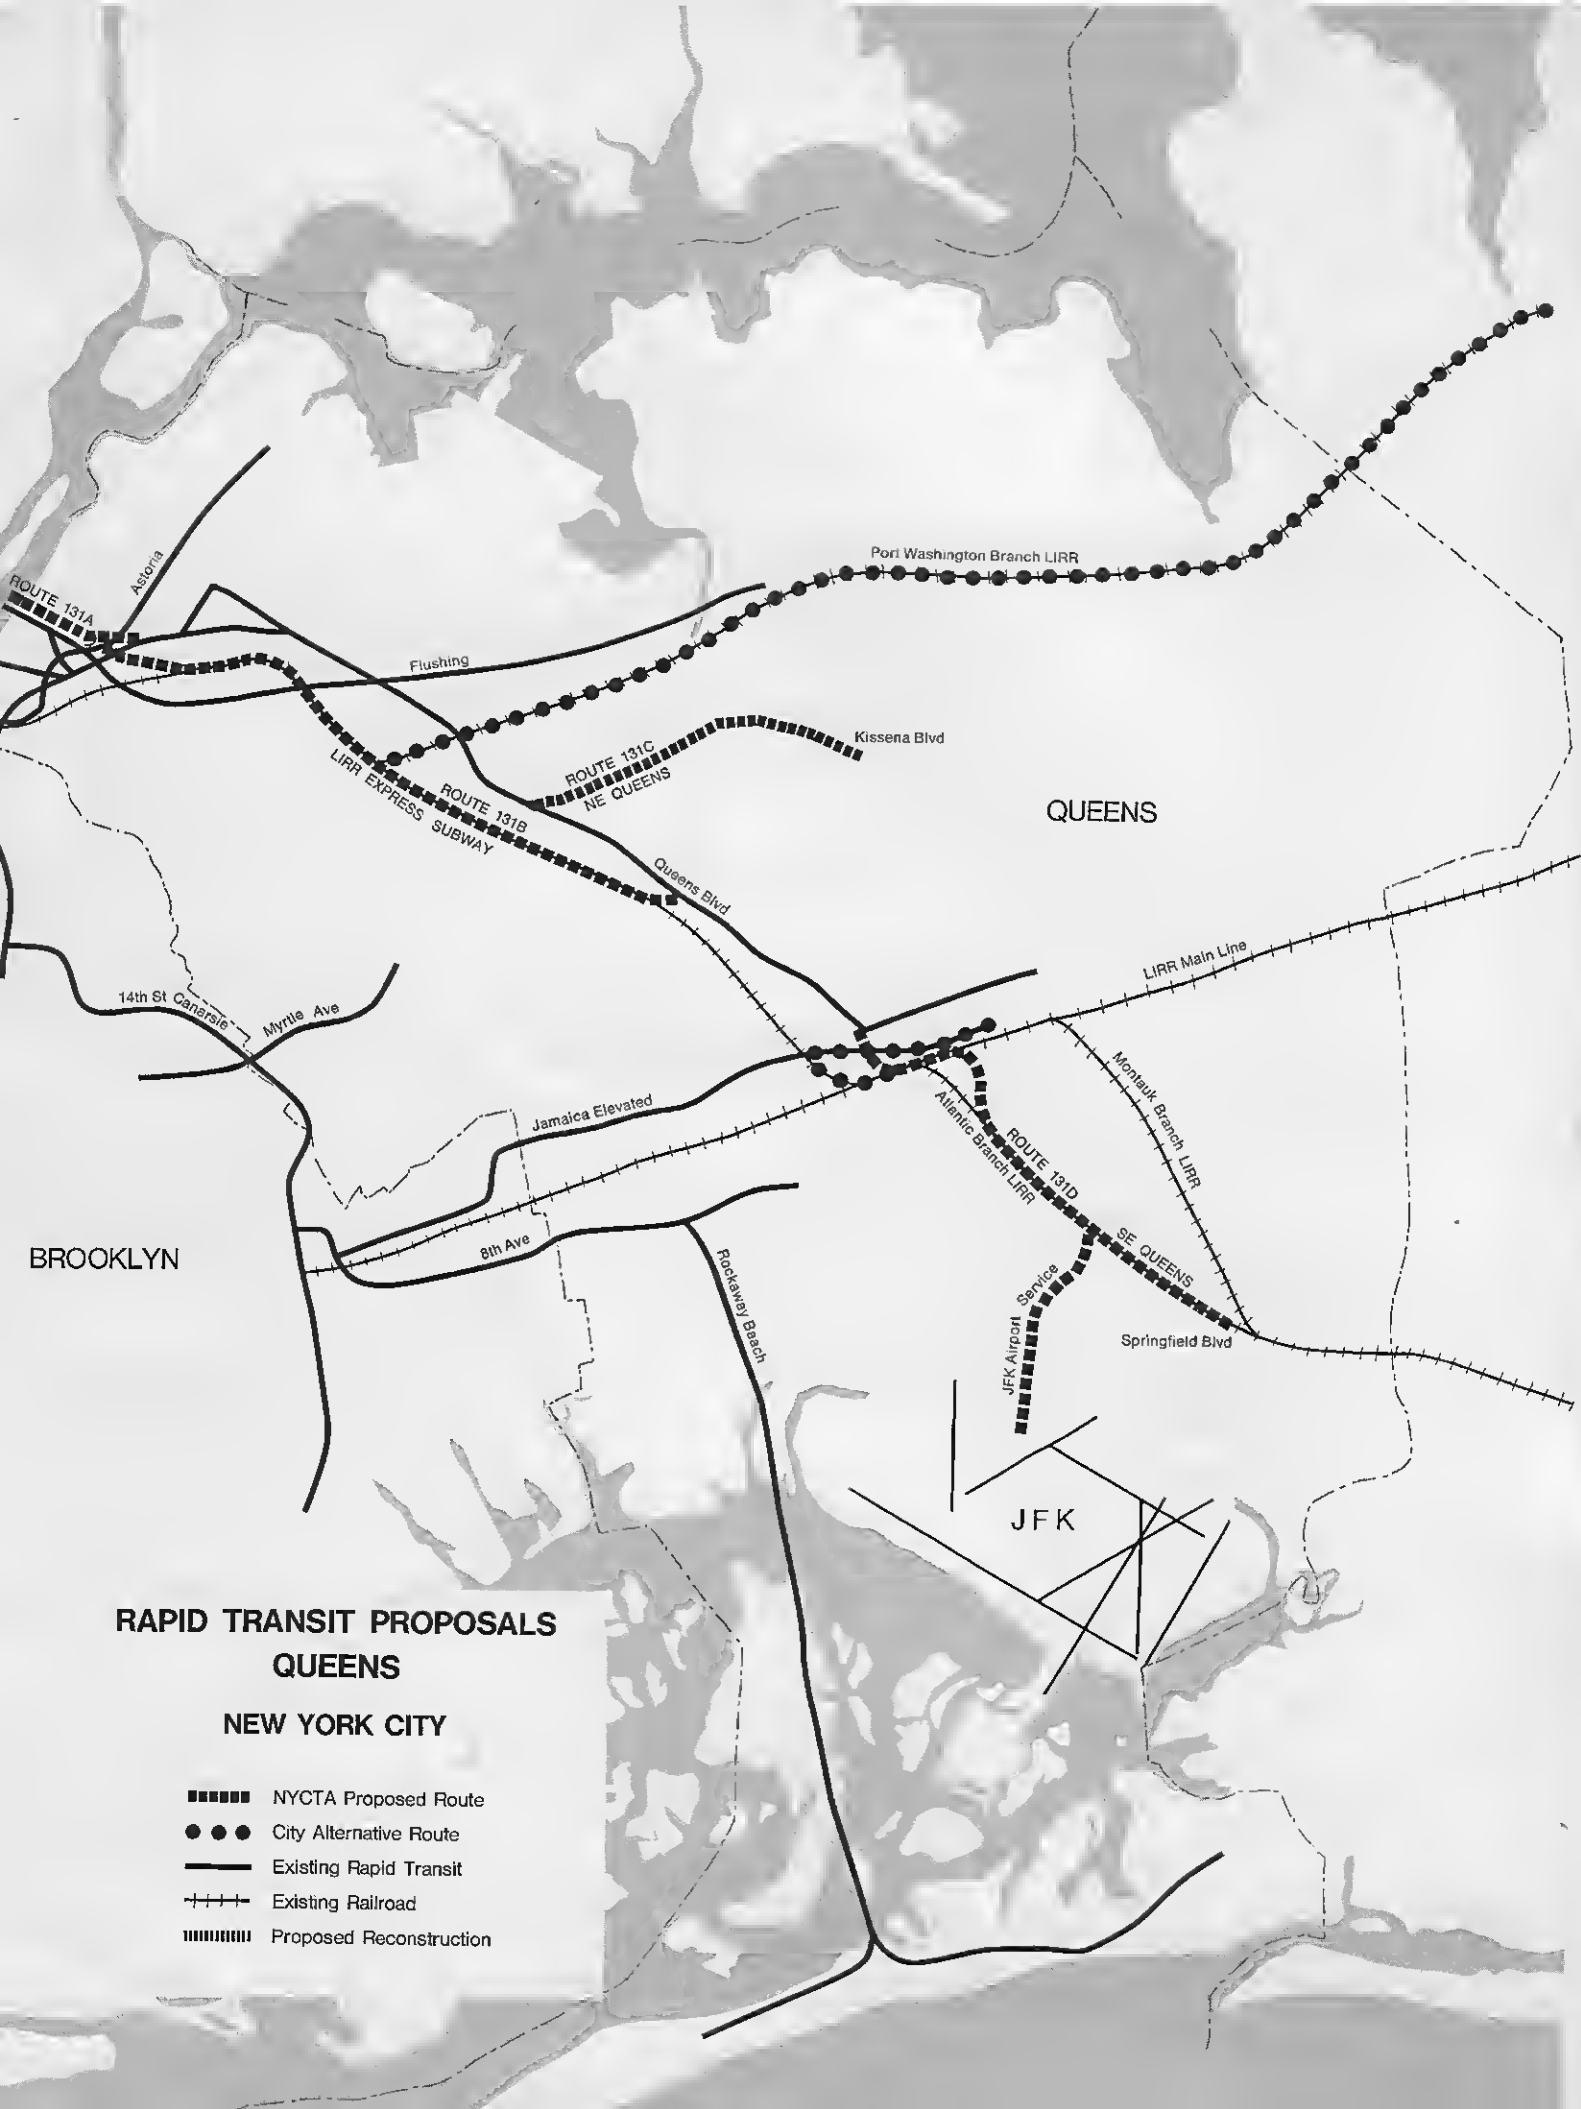 Port Washington Branch LIRR
Astoria
ROUTE 131A
Flushing
Kissena Blvd
ROUTE 131C
NE QUEENS
ROUTE 131B
LIRR EXPRESS SUBWAY
QUEENS
Queens Blvd
LIRR Main Line
14th St Canarsie
Myrtle Ave
Jamaica Elevated
Montauk Branch LIRR
Atlantic Branch LIRR
ROUTE 131D
SE QUEENS
BROOKLYN
8th Ave
Rockaway Beach
JFK Airport Service
Springfield Blvd
JFK
RAPID TRANSIT PROPOSALS
QUEENS
NEW YORK CITY
NYCTA Proposed Route
City Alternative Route
Existing Rapid Transit
Existing Railroad
Proposed Reconstruction